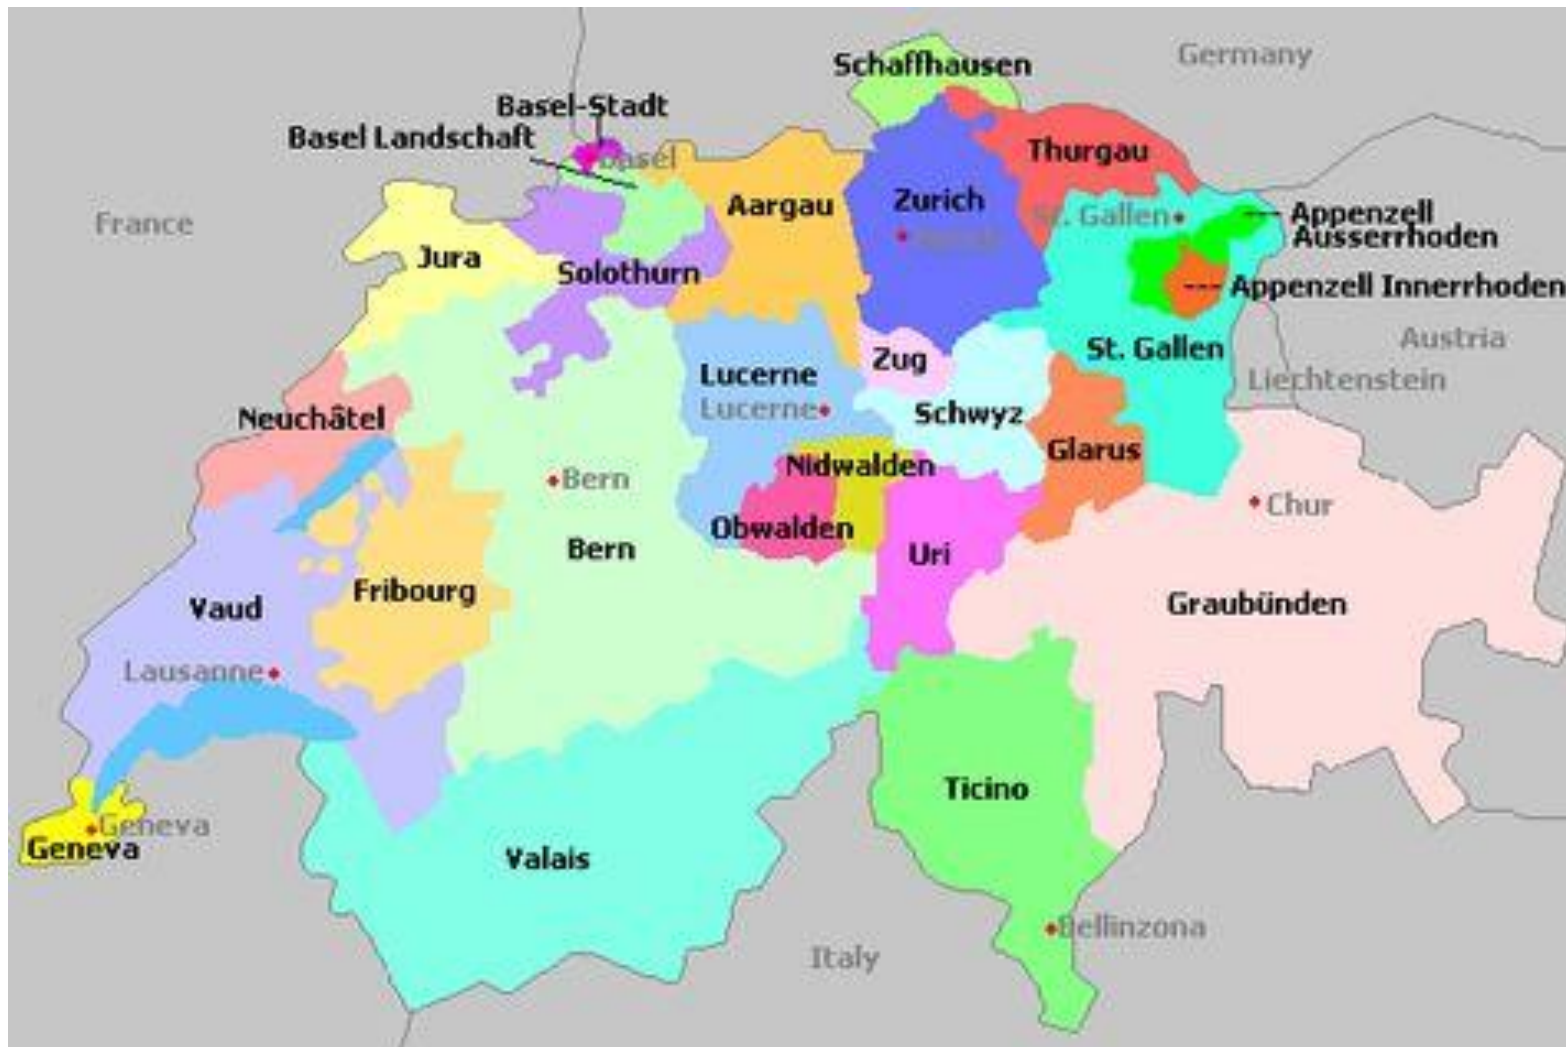 Germany
Schaffhausen
Basel-Stadt
Basel Landschaft
Basel
Thurgau
Aargau
Zurich
St. Gallen
Appenzell
Ausserrhoden
France
Jura
Solothurn
Appenzell Innerrhoden
Austria
St. Gallen
Zug
Lucerne
Liechtenstein
Lucerne
Schwyz
Neuchâtel
Glarus
Nidwalden
Bern
Chur
Obwalden
Bern
Uri
Fribourg
Graubünden
Vaud
Lausanne
Ticino
Geneva
Geneva
Valais
Bellinzona
Italy